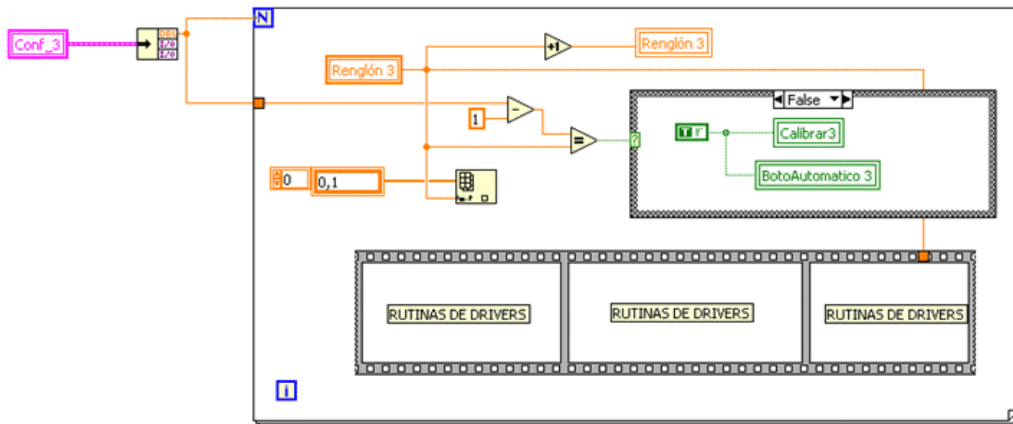 N
Conf_3
DBL
I/O
I/O
+1
Renglón 3
Renglón 3
False
1
-
=
?
T F
Calibrar3
0
0,1
BotoAutomatico 3
RUTINAS DE DRIVERS
RUTINAS DE DRIVERS
RUTINAS DE DRIVERS
i